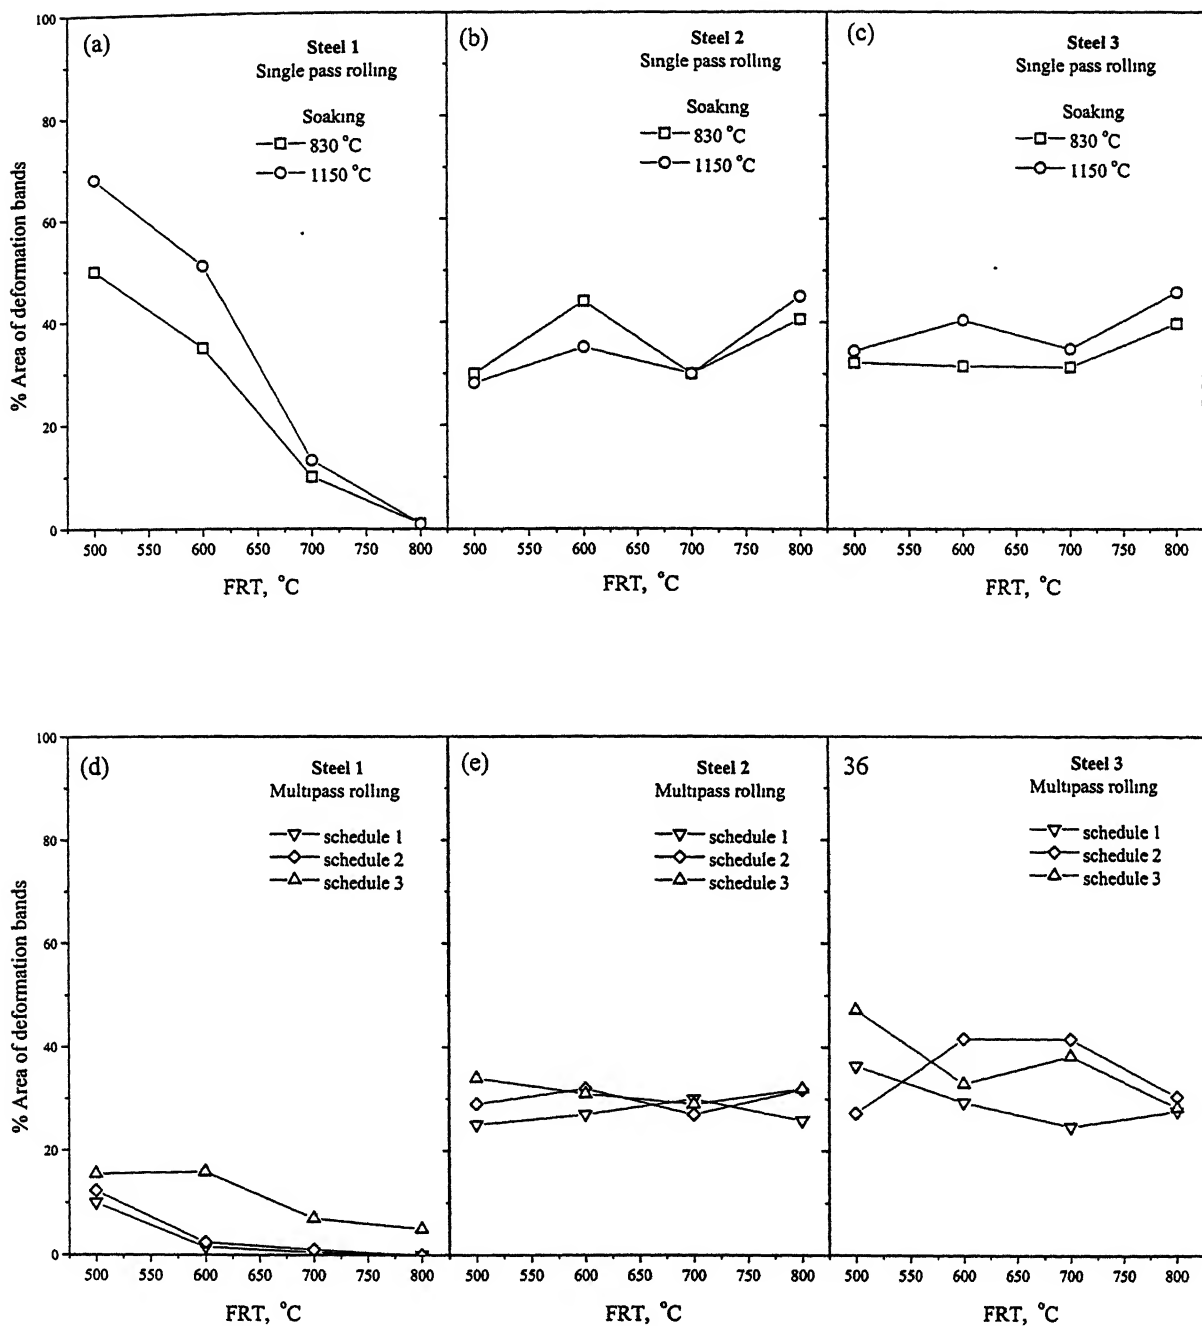 (a)
Steel 1
Single pass rolling
Soaking
830 °C
1150 °C
(b)
Steel 2
Single pass rolling
Soaking
830 °C
1150 °C
(c)
Steel 3
Single pass rolling
Soaking
830 °C
1150 °C
% Area of deformation bands
100
80
60
40
20
0
500 550 600 650 700 750 800
500 550 600 650 700 750 800
500 550 600 650 700 750 800
FRT, °C
FRT, °C
FRT, °C
(d)
Steel 1
Multipass rolling
schedule 1
schedule 2
schedule 3
(e)
Steel 2
Multipass rolling
schedule 1
schedule 2
schedule 3
36
Steel 3
Multipass rolling
schedule 1
schedule 2
schedule 3
% Area of deformation bands
100
80
60
40
20
0
500 550 600 650 700 750 800
500 550 600 650 700 750 800
500 550 600 650 700 750 800
FRT, °C
FRT, °C
FRT, °C